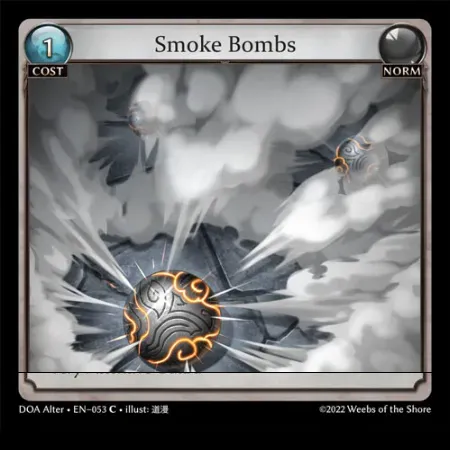 1
Smoke Bombs
COST
NORM
DOA Alter • EN-053 C • illust: 道漫
©2022 Weebs of the Shore